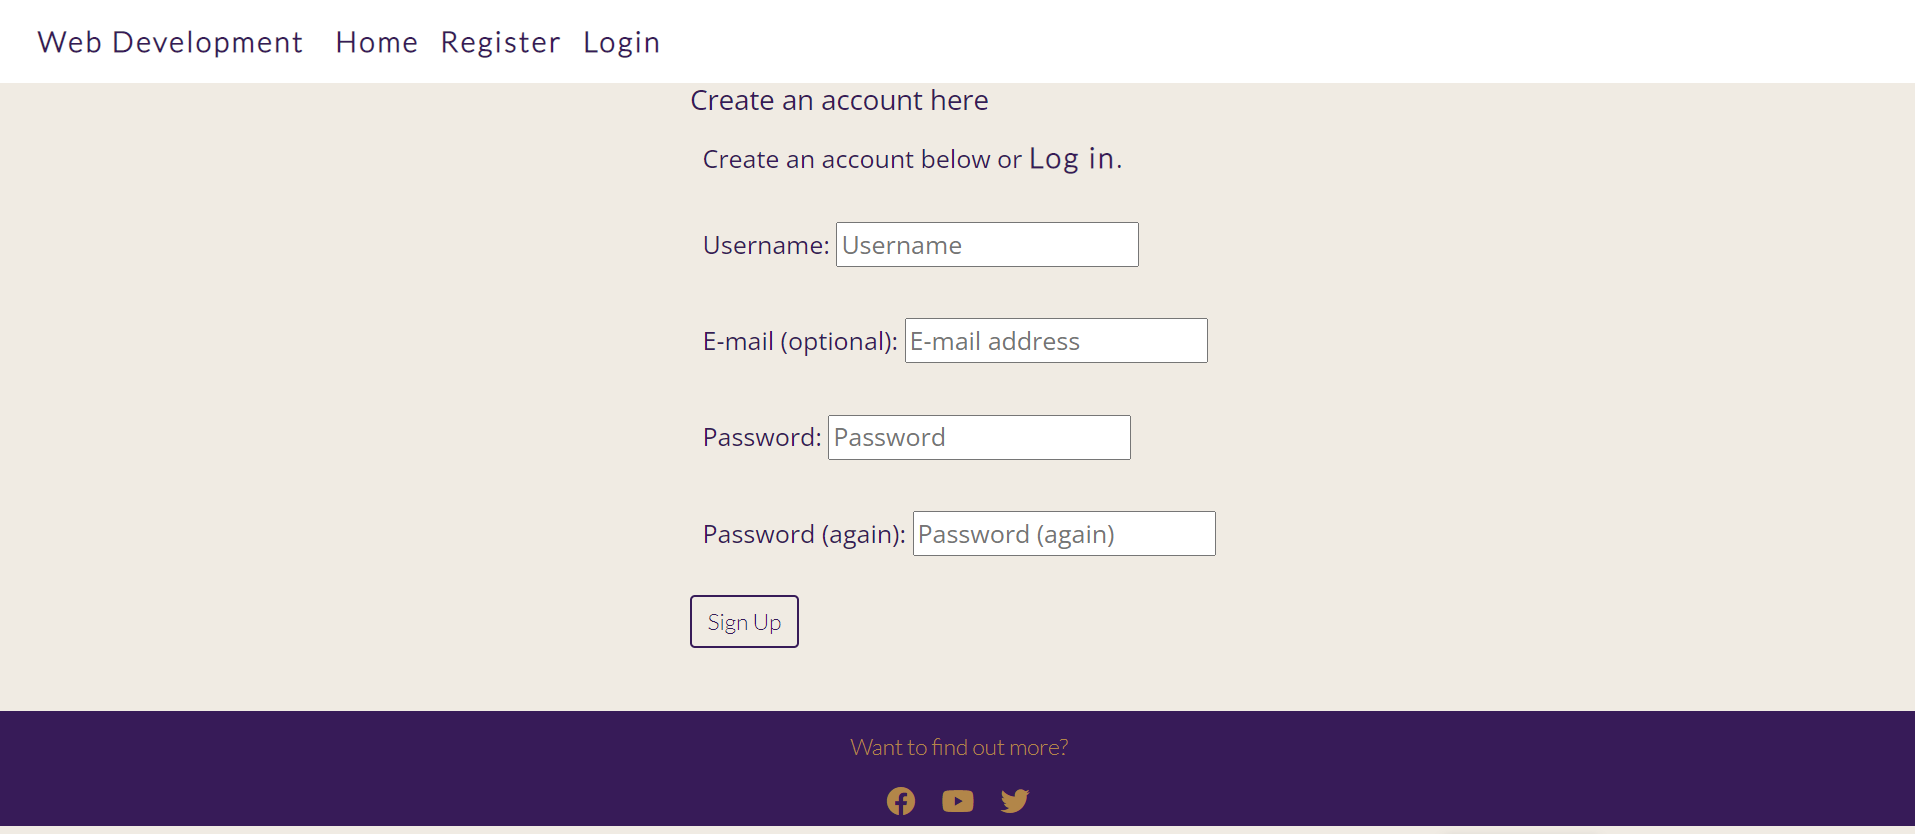 Web Development Home Register Login
Create an account here
Create an account below or Log in.
Username: Username
E-mail (optional): E-mail address
Password: Password
Password (again): Password (again)
Sign Up
Want to find out more?